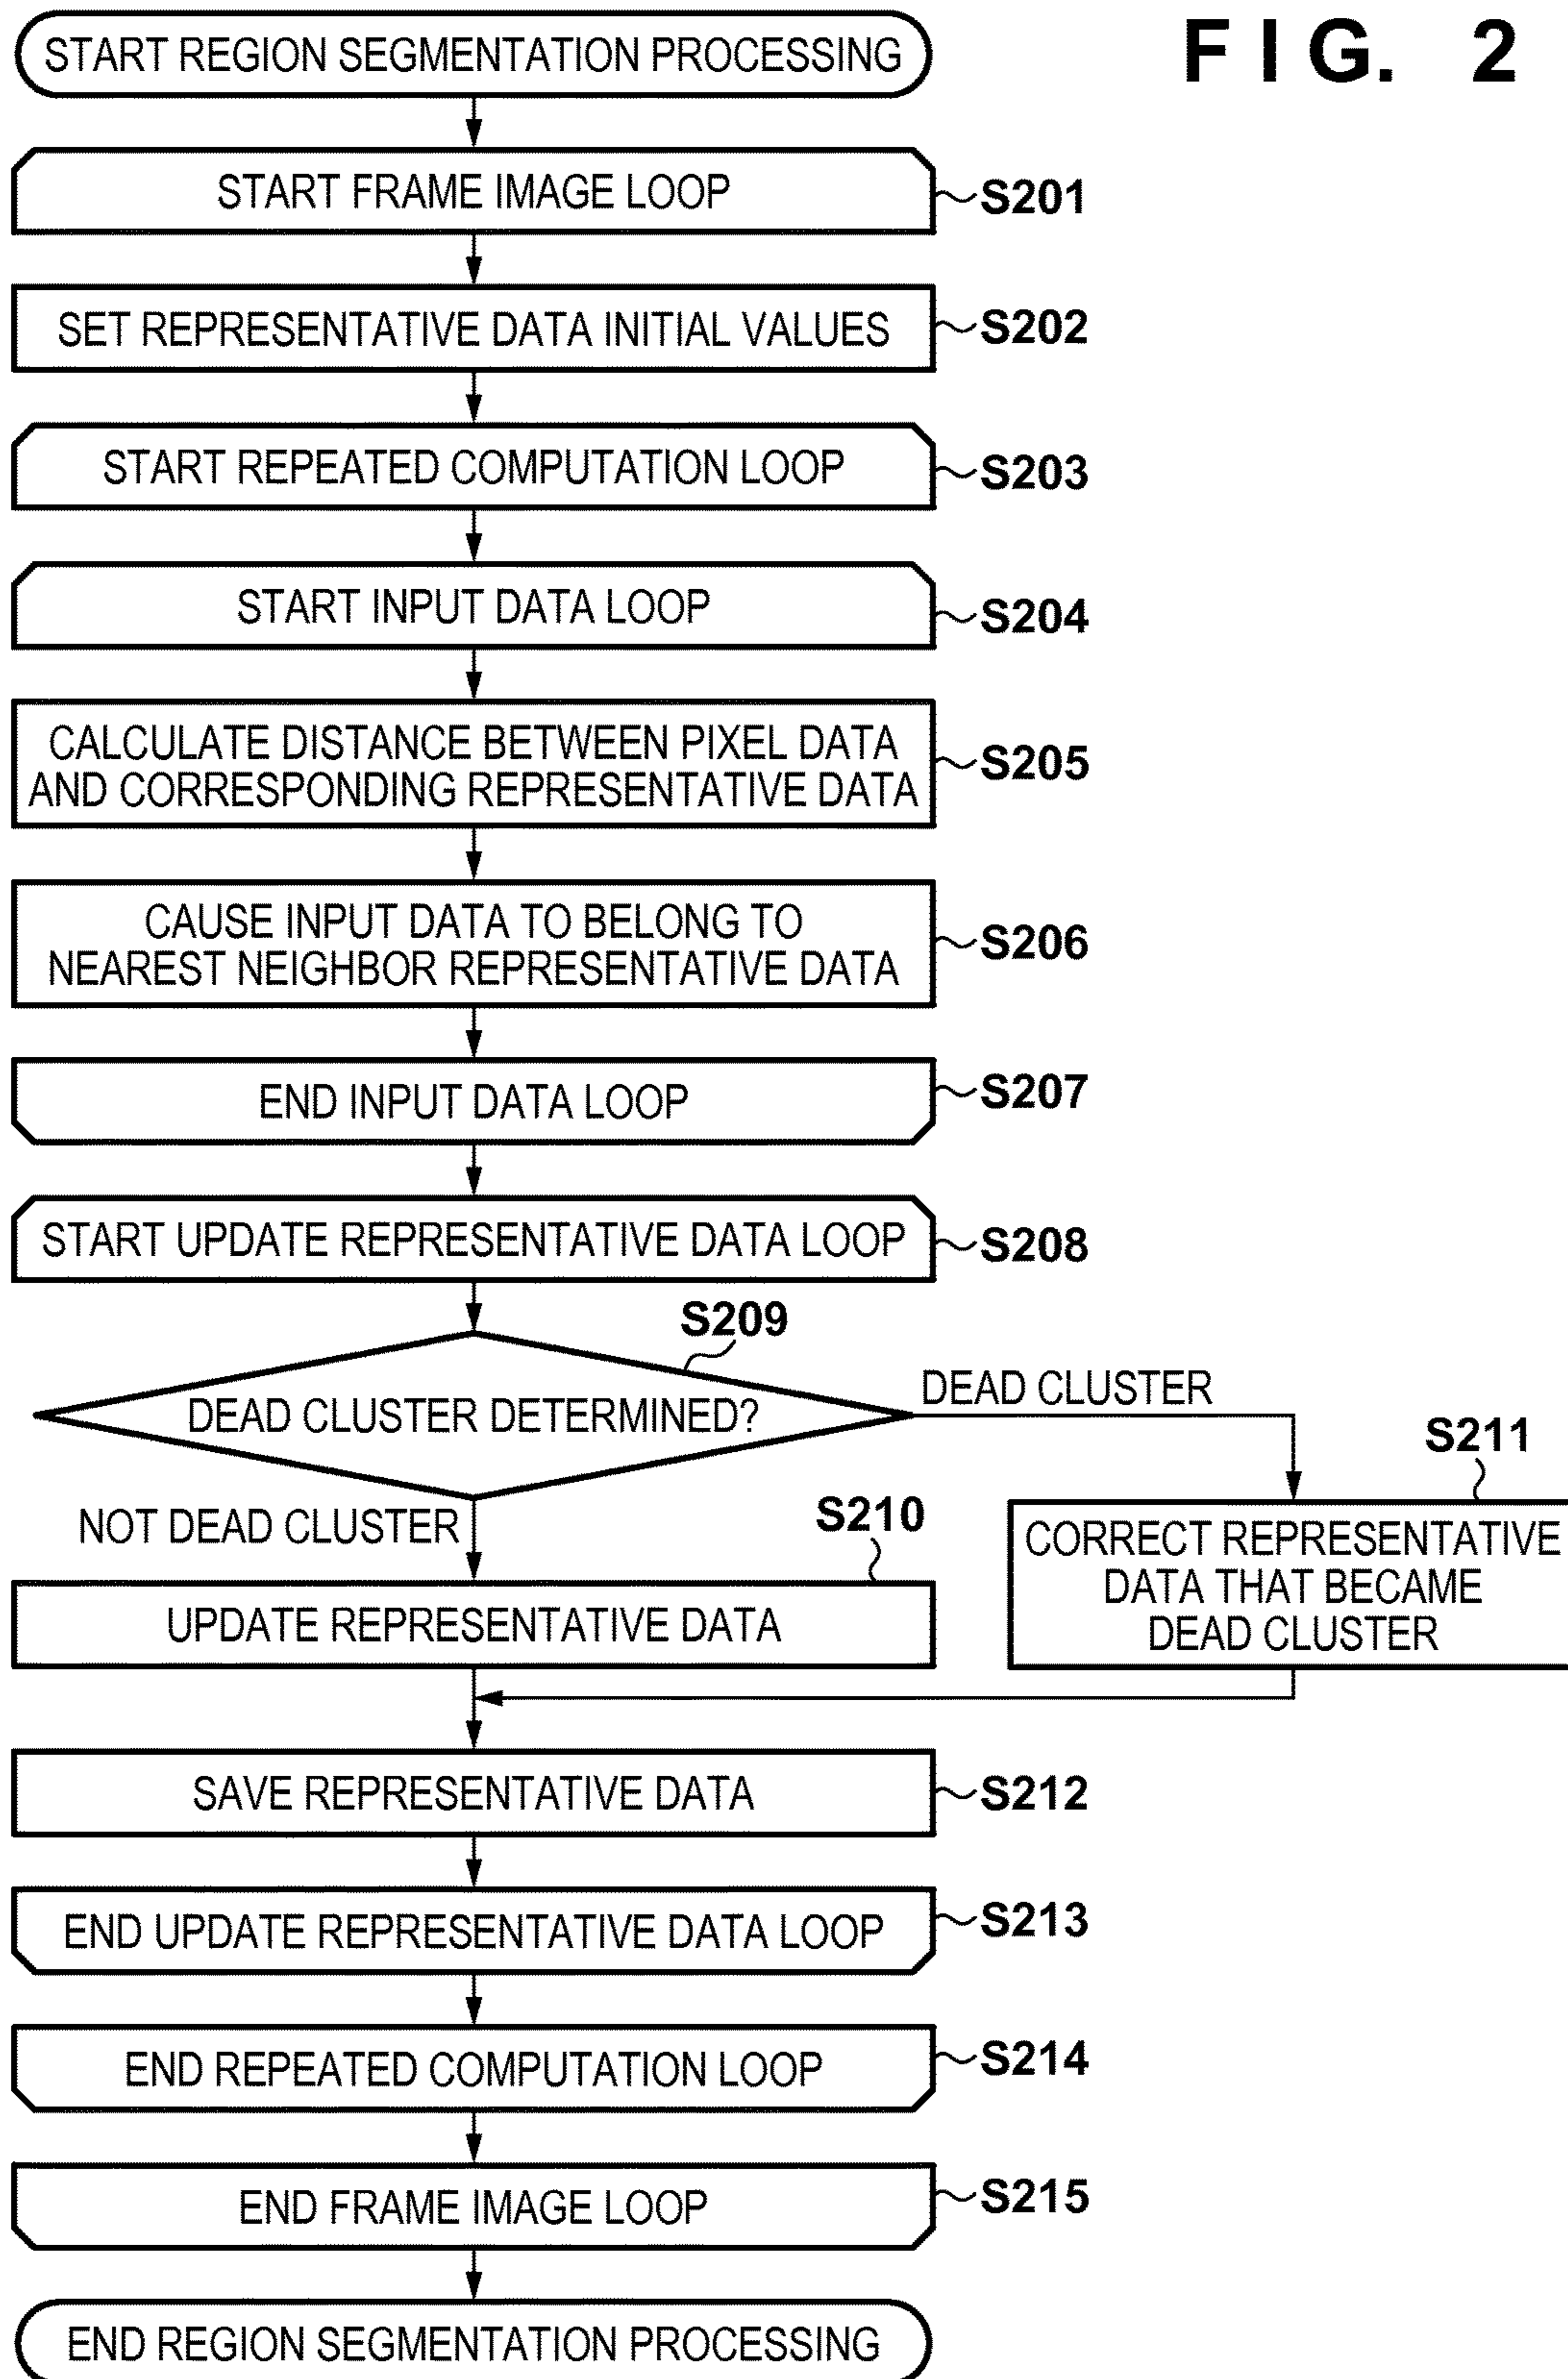 FIG. 2
START REGION SEGMENTATION PROCESSING
START FRAME IMAGE LOOP
S201
SET REPRESENTATIVE DATA INITIAL VALUES
S202
START REPEATED COMPUTATION LOOP
S203
START INPUT DATA LOOP
S204
CALCULATE DISTANCE BETWEEN PIXEL DATA
AND CORRESPONDING REPRESENTATIVE DATA
S205
CAUSE INPUT DATA TO BELONG TO
NEAREST NEIGHBOR REPRESENTATIVE DATA
S206
END INPUT DATA LOOP
S207
START UPDATE REPRESENTATIVE DATA LOOP
S208
S209
DEAD CLUSTER DETERMINED?
DEAD CLUSTER
NOT DEAD CLUSTER
S210
UPDATE REPRESENTATIVE DATA
S211
CORRECT REPRESENTATIVE
DATA THAT BECAME
DEAD CLUSTER
SAVE REPRESENTATIVE DATA
S212
END UPDATE REPRESENTATIVE DATA LOOP
S213
END REPEATED COMPUTATION LOOP
S214
END FRAME IMAGE LOOP
S215
END REGION SEGMENTATION PROCESSING